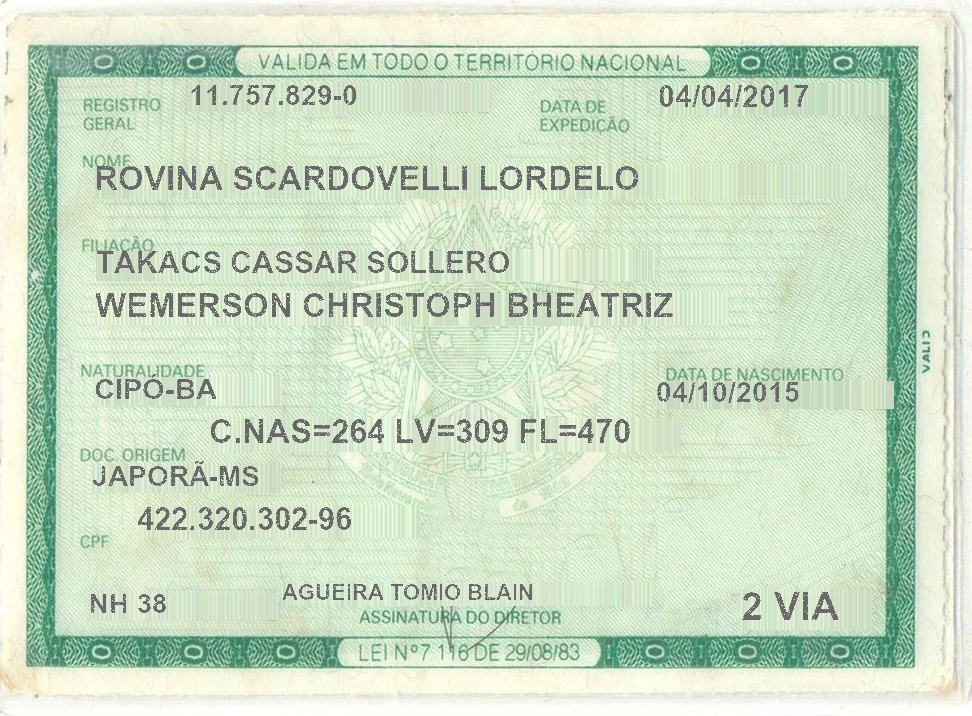 VALIDA EM TODO O TERRITÓRIO NACIONAL
REGISTRO GERAL 11.757.829-0 DATA DE EXPEDIÇÃO 04/04/2017
NOME
ROVINA SCARDOVELLI LORDELO
FILIAÇÃO
TAKACS CASSAR SOLLERO
WEMERSON CHRISTOPH BHEATRIZ
NATURALIDADE DATA DE NASCIMENTO
CIPÓ-BA 04/10/2015
C.NAS=264 LV=309 FL=470
DOC. ORIGEM
JAPORÃ-MS
422.320.302-96
CPF
NH 38 AGUEIRA TOMIO BLAIN 2 VIA
ASSINATURA DO DIRETOR
LEI Nº 7.116 DE 29/08/83